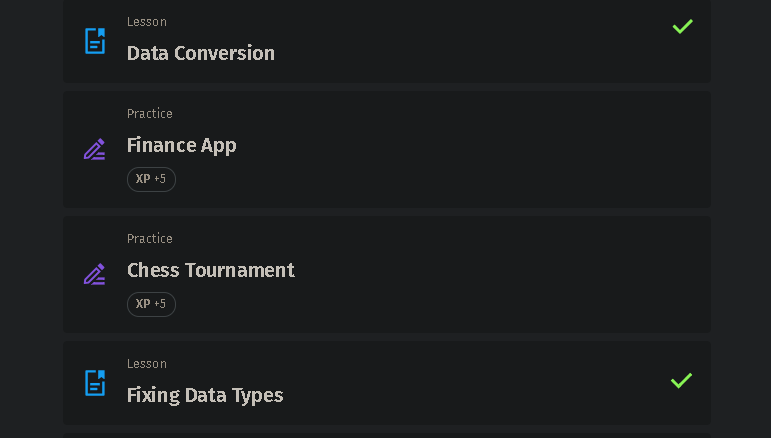 Lesson
Data Conversion
Practice
Finance App
XP +5
Practice
Chess Tournament
XP +5
Lesson
Fixing Data Types